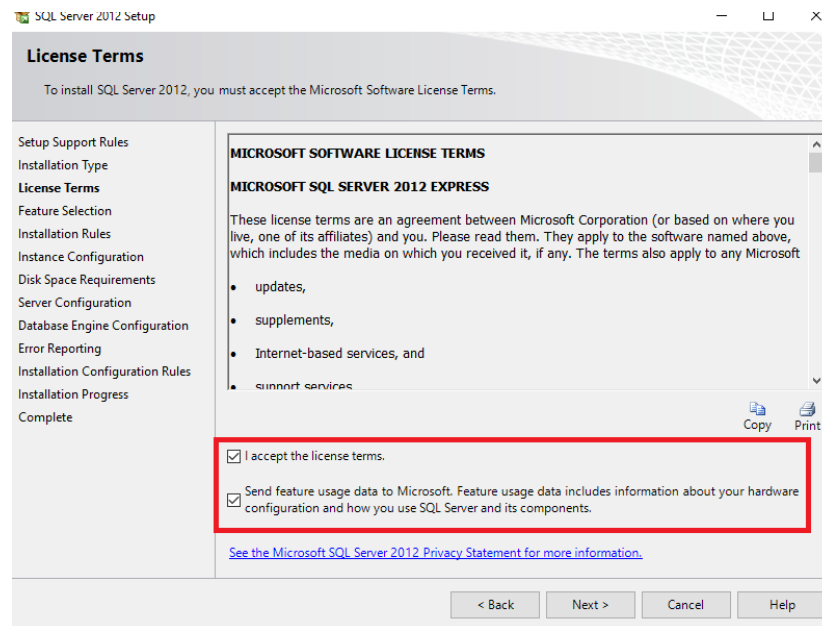 SQL Server 2012 Setup
License Terms
To install SQL Server 2012, you must accept the Microsoft Software License Terms.
Setup Support Rules
Installation Type
License Terms
Feature Selection
Installation Rules
Instance Configuration
Disk Space Requirements
Server Configuration
Database Engine Configuration
Error Reporting
Installation Configuration Rules
Installation Progress
Complete
MICROSOFT SOFTWARE LICENSE TERMS
MICROSOFT SQL SERVER 2012 EXPRESS
These license terms are an agreement between Microsoft Corporation (or based on where you
live, one of its affiliates) and you. Please read them. They apply to the software named above,
which includes the media on which you received it, if any. The terms also apply to any Microsoft
• updates,
• supplements,
• Internet-based services, and
• support services
Copy
Print
I accept the license terms.
Send feature usage data to Microsoft. Feature usage data includes information about your hardware
configuration and how you use SQL Server and its components.
See the Microsoft SQL Server 2012 Privacy Statement for more information.
< Back
Next >
Cancel
Help